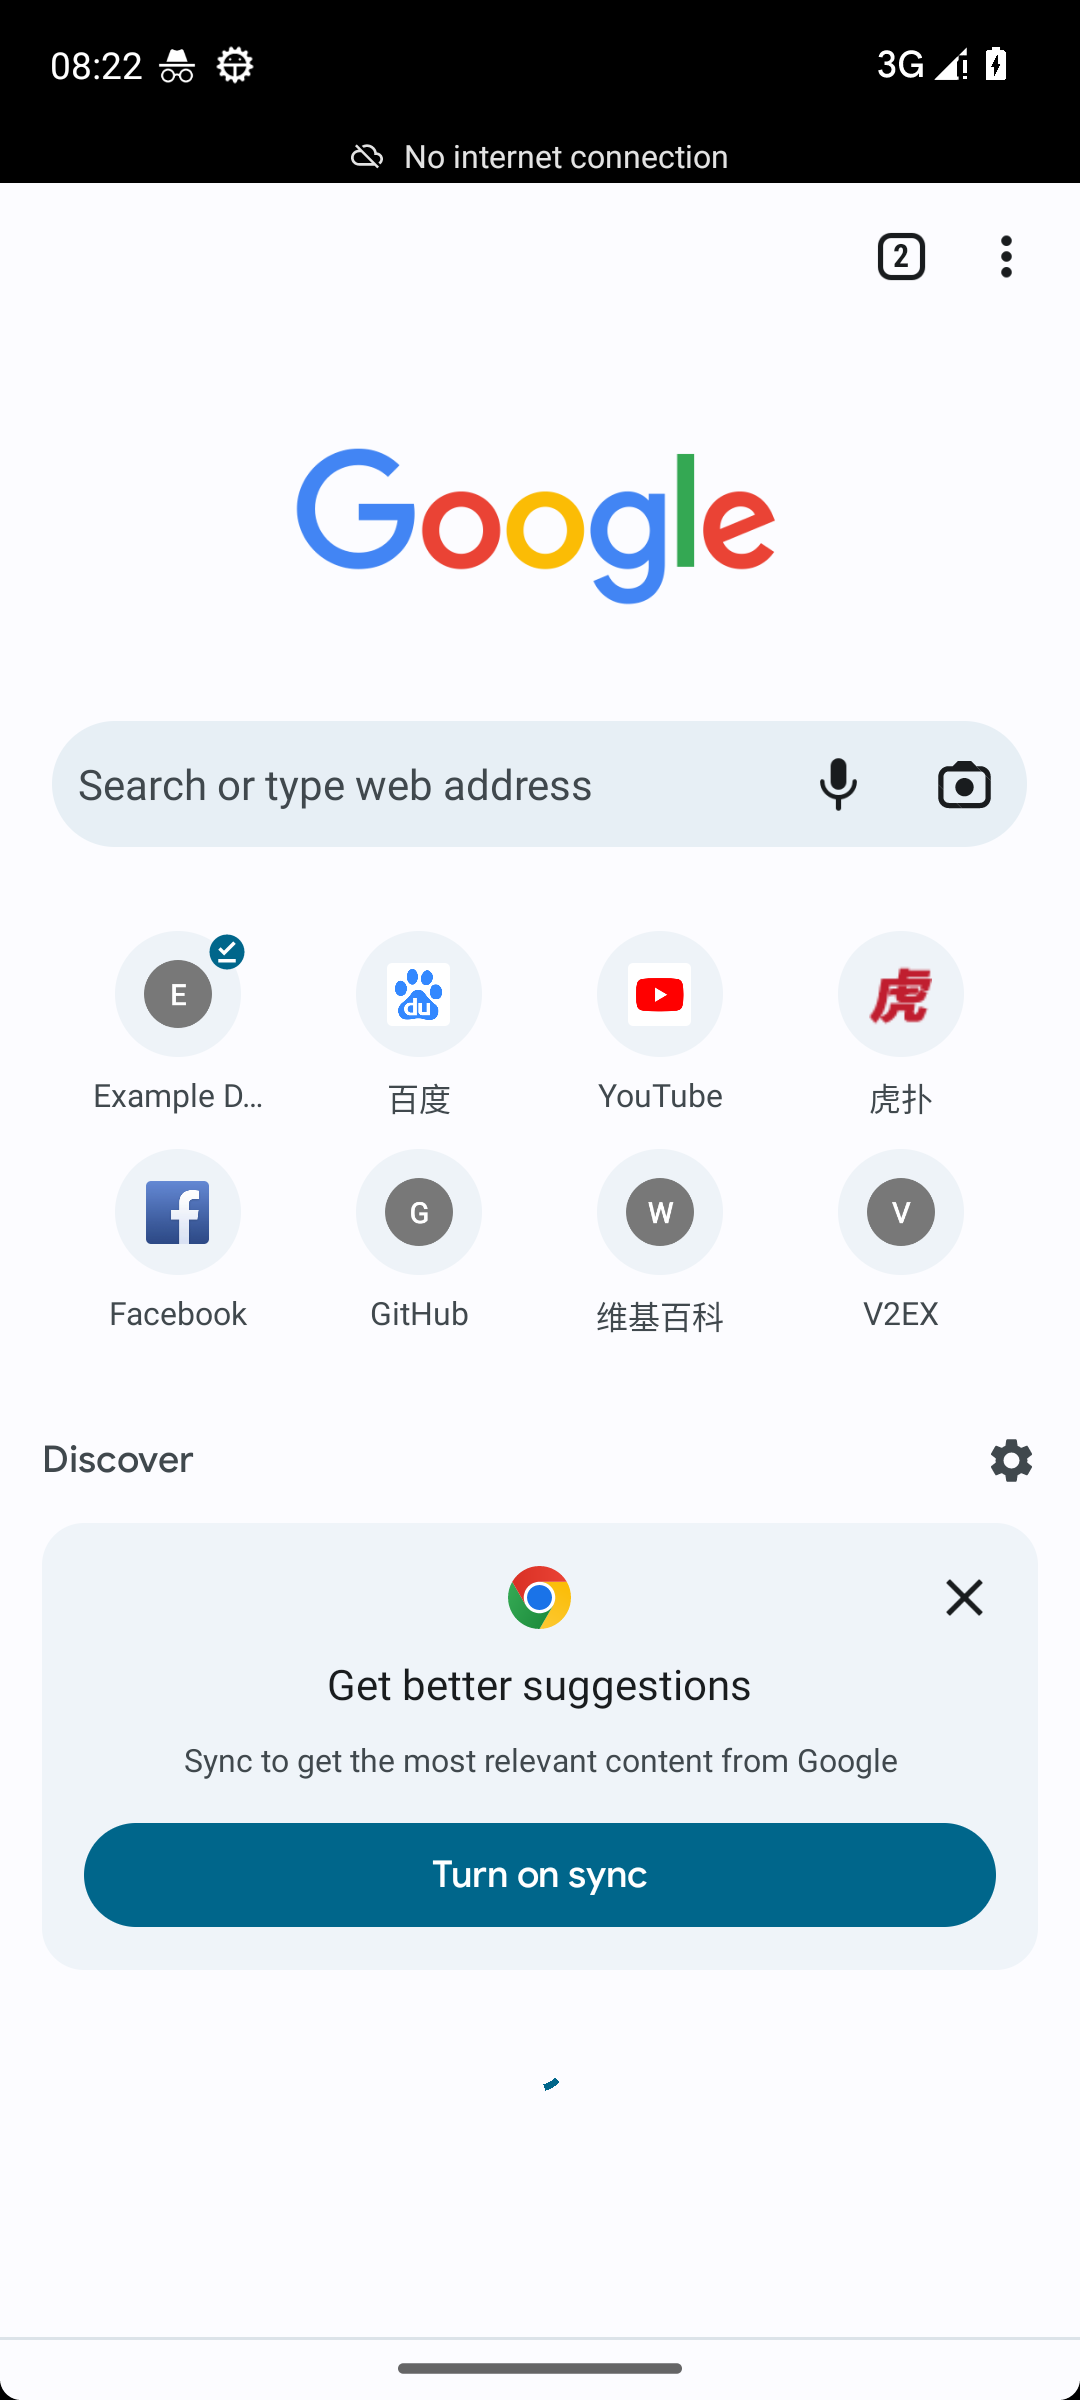 08:22
3G
No internet connection
2
Google
Search or type web address
E
du
虎
Example D...
百度
YouTube
虎扑
G
W
V
Facebook
GitHub
维基百科
V2EX
Discover
Get better suggestions
Sync to get the most relevant content from Google
Turn on sync